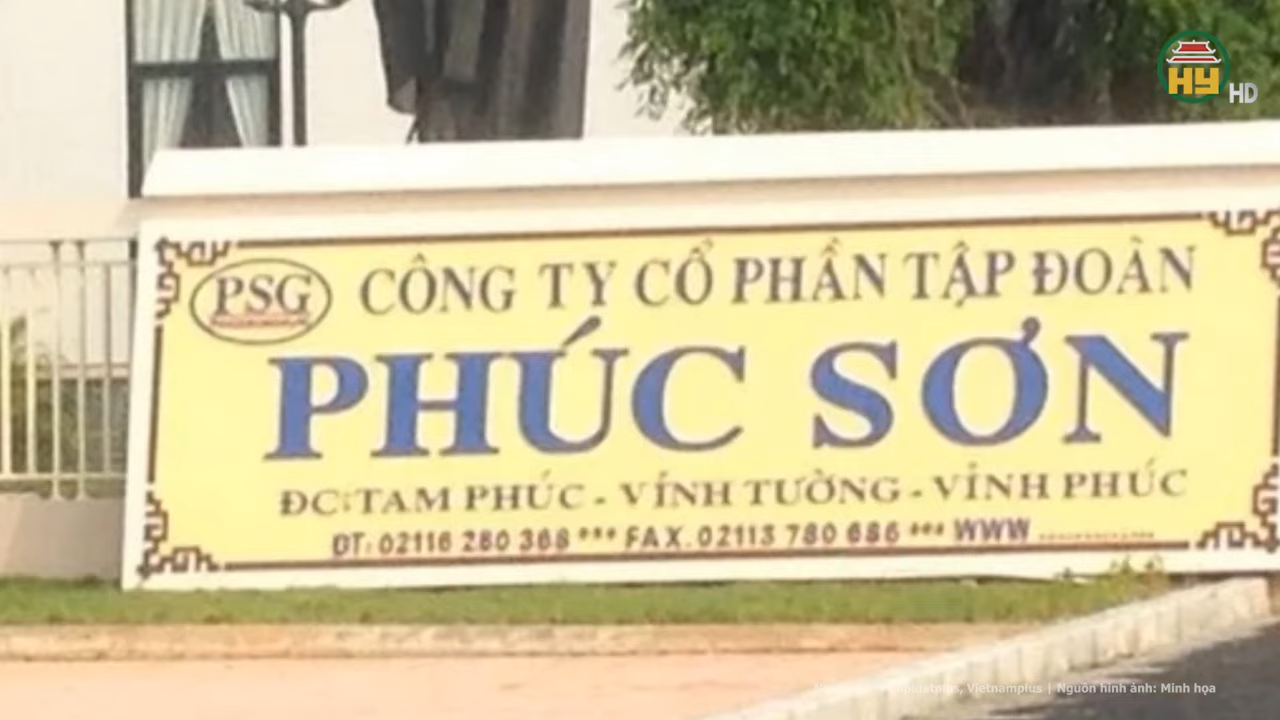 HY HD
PSG
CÔNG TY CỔ PHẦN TẬP ĐOÀN
PHÚC SƠN
ĐC: TAM PHÚC - VĨNH TƯỜNG - VĨNH PHÚC
ĐT: 02116 280 368 *** FAX. 02113 780 686 *** WWW
Vietnamplus | Nguồn hình ảnh: Minh họa